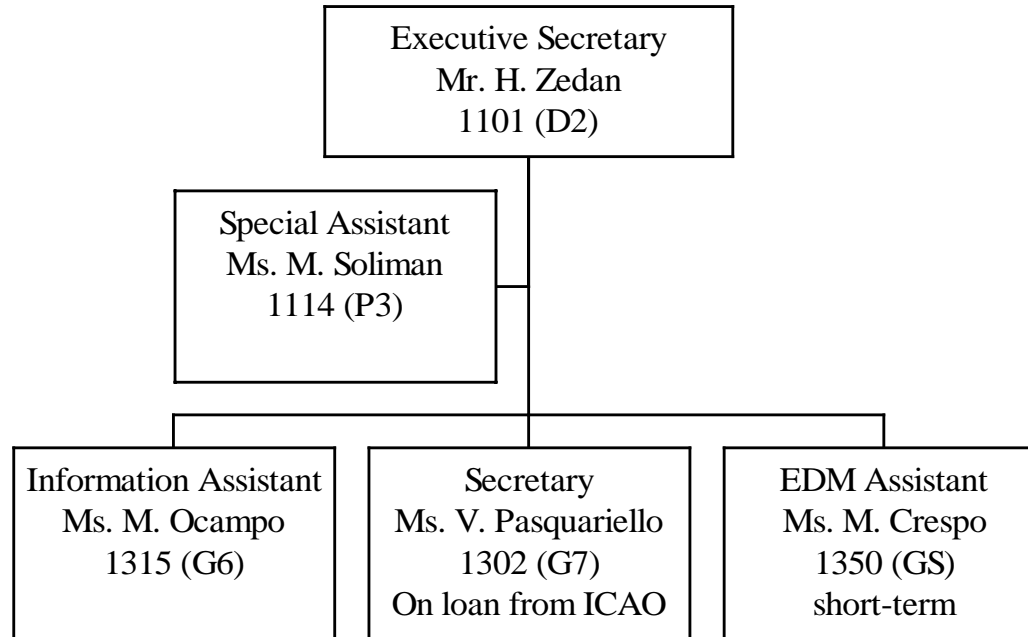 Executive Secretary
Mr. H. Zedan
1101 (D2)
Special Assistant
Ms. M. Soliman
1114 (P3)
Information Assistant
Ms. M. Ocampo
1315 (G6)
Secretary
Ms. V. Pasquariello
1302 (G7)
On loan from ICAO
EDM Assistant
Ms. M. Crespo
1350 (GS)
short-term